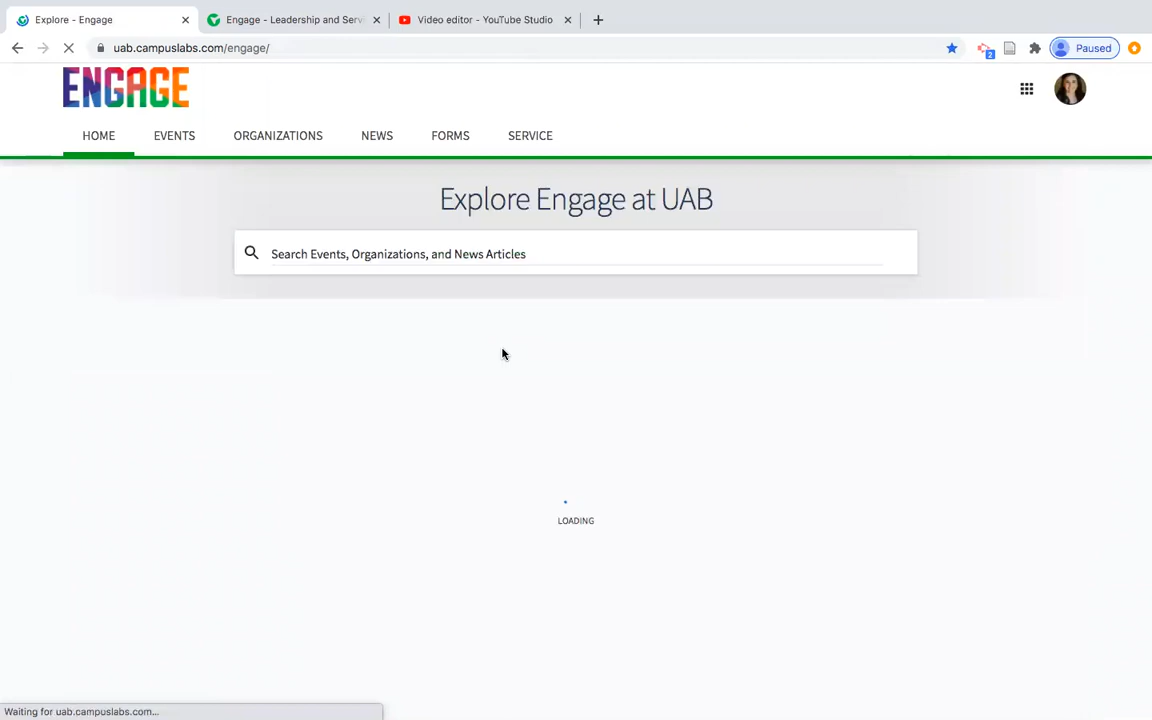 Explore - Engage
Engage - Leadership and Serv
Video editor - YouTube Studio
uab.campuslabs.com/engage/
2
Paused
ENGAGE
HOME
EVENTS
ORGANIZATIONS
NEWS
FORMS
SERVICE
Explore Engage at UAB
Search Events, Organizations, and News Articles
LOADING
Waiting for uab.campuslabs.com...